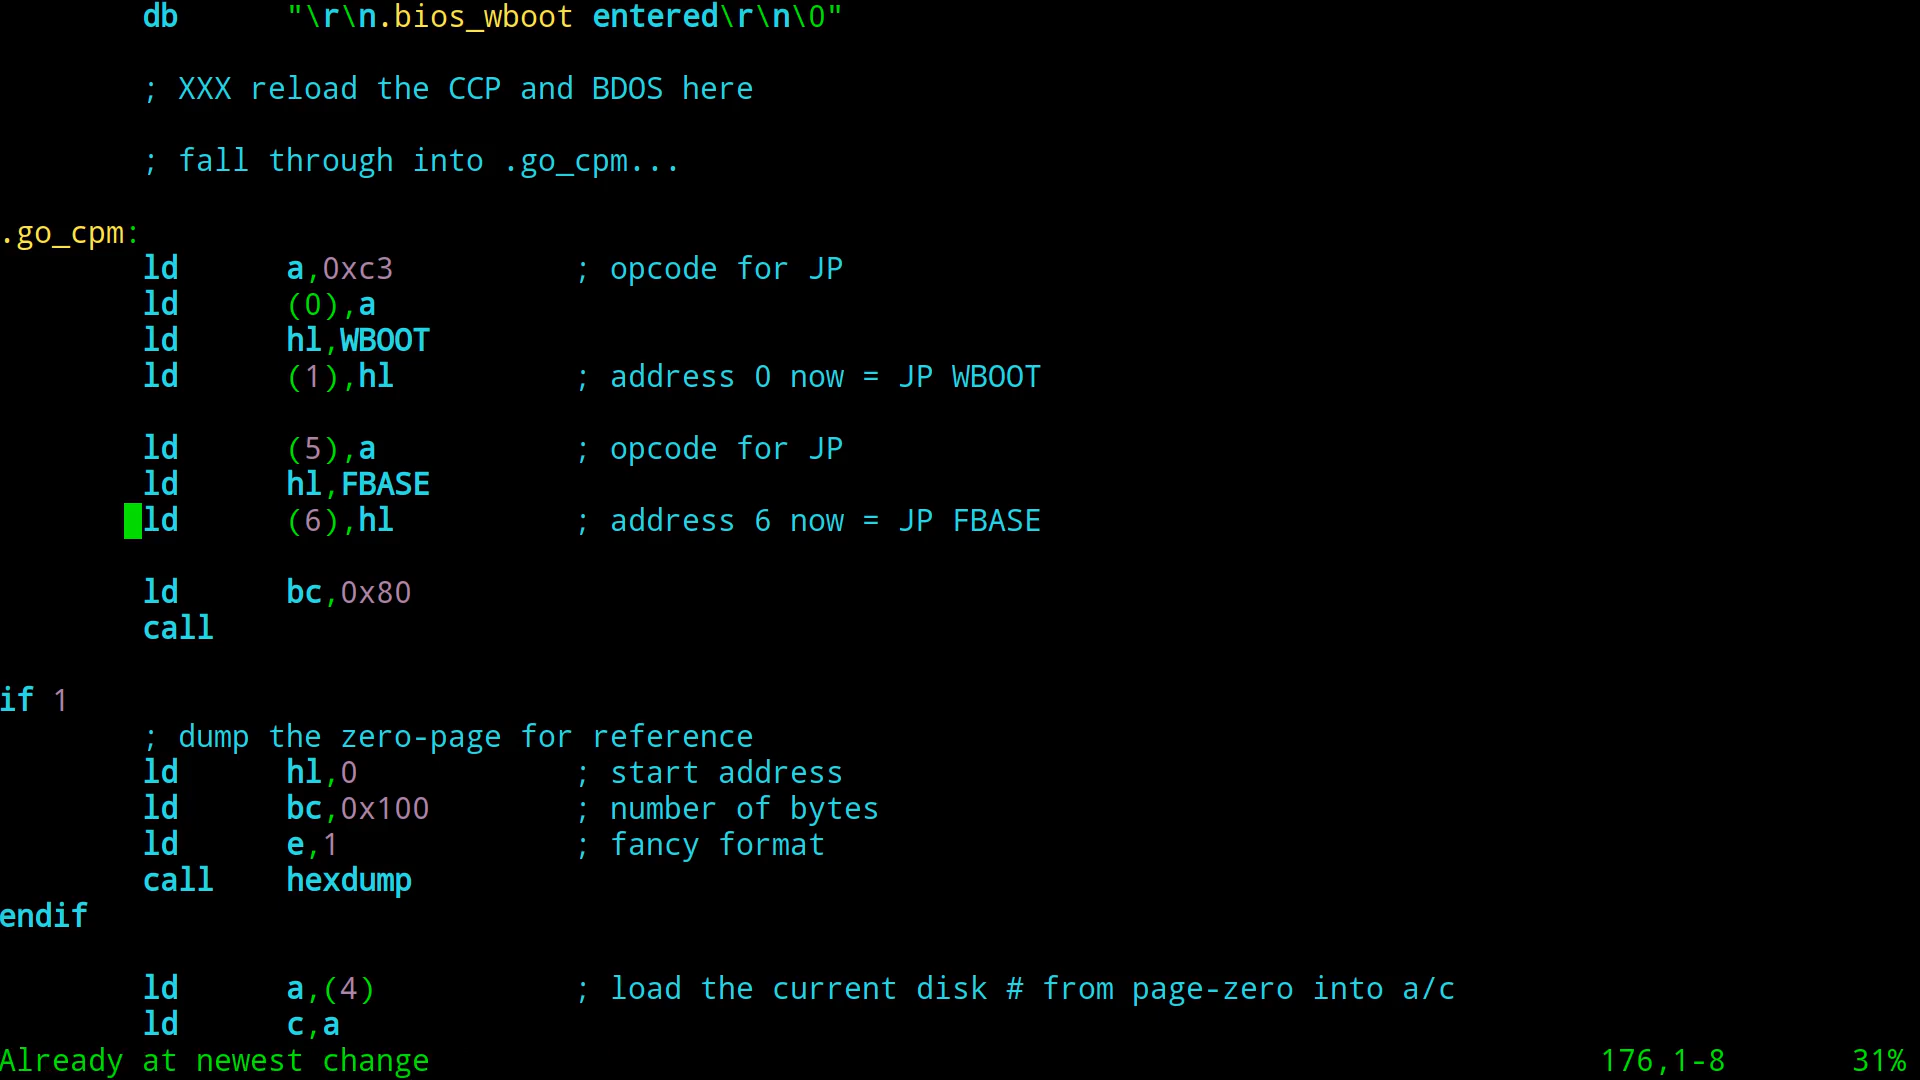 db "\r\n.bios_wboot entered\r\n\0"
; XXX reload the CCP and BDOS here
; fall through into .go_cpm...
.go_cpm:
ld a,0xc3 ; opcode for JP
ld (0),a
ld hl,WBOOT
ld (1),hl ; address 0 now = JP WBOOT
ld (5),a ; opcode for JP
ld hl,FBASE
ld (6),hl ; address 6 now = JP FBASE
ld bc,0x80
call
if 1
; dump the zero-page for reference
ld hl,0 ; start address
ld bc,0x100 ; number of bytes
ld e,1 ; fancy format
call hexdump
endif
ld a,(4) ; load the current disk # from page-zero into a/c
ld c,a
Already at newest change 176,1-8 31%